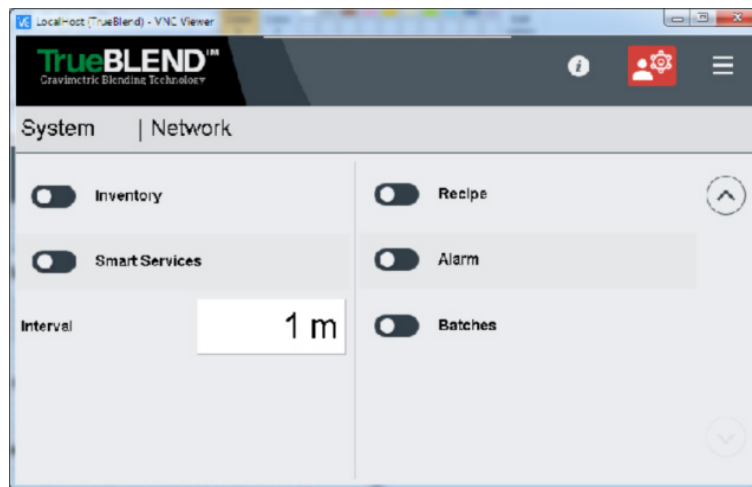 LocalHost (TrueBlend) - VNC Viewer
TrueBLEND™
Gravimetric Blending Technology
System | Network
Inventory
Recipe
Smart Services
Alarm
Interval 1 m
Batches